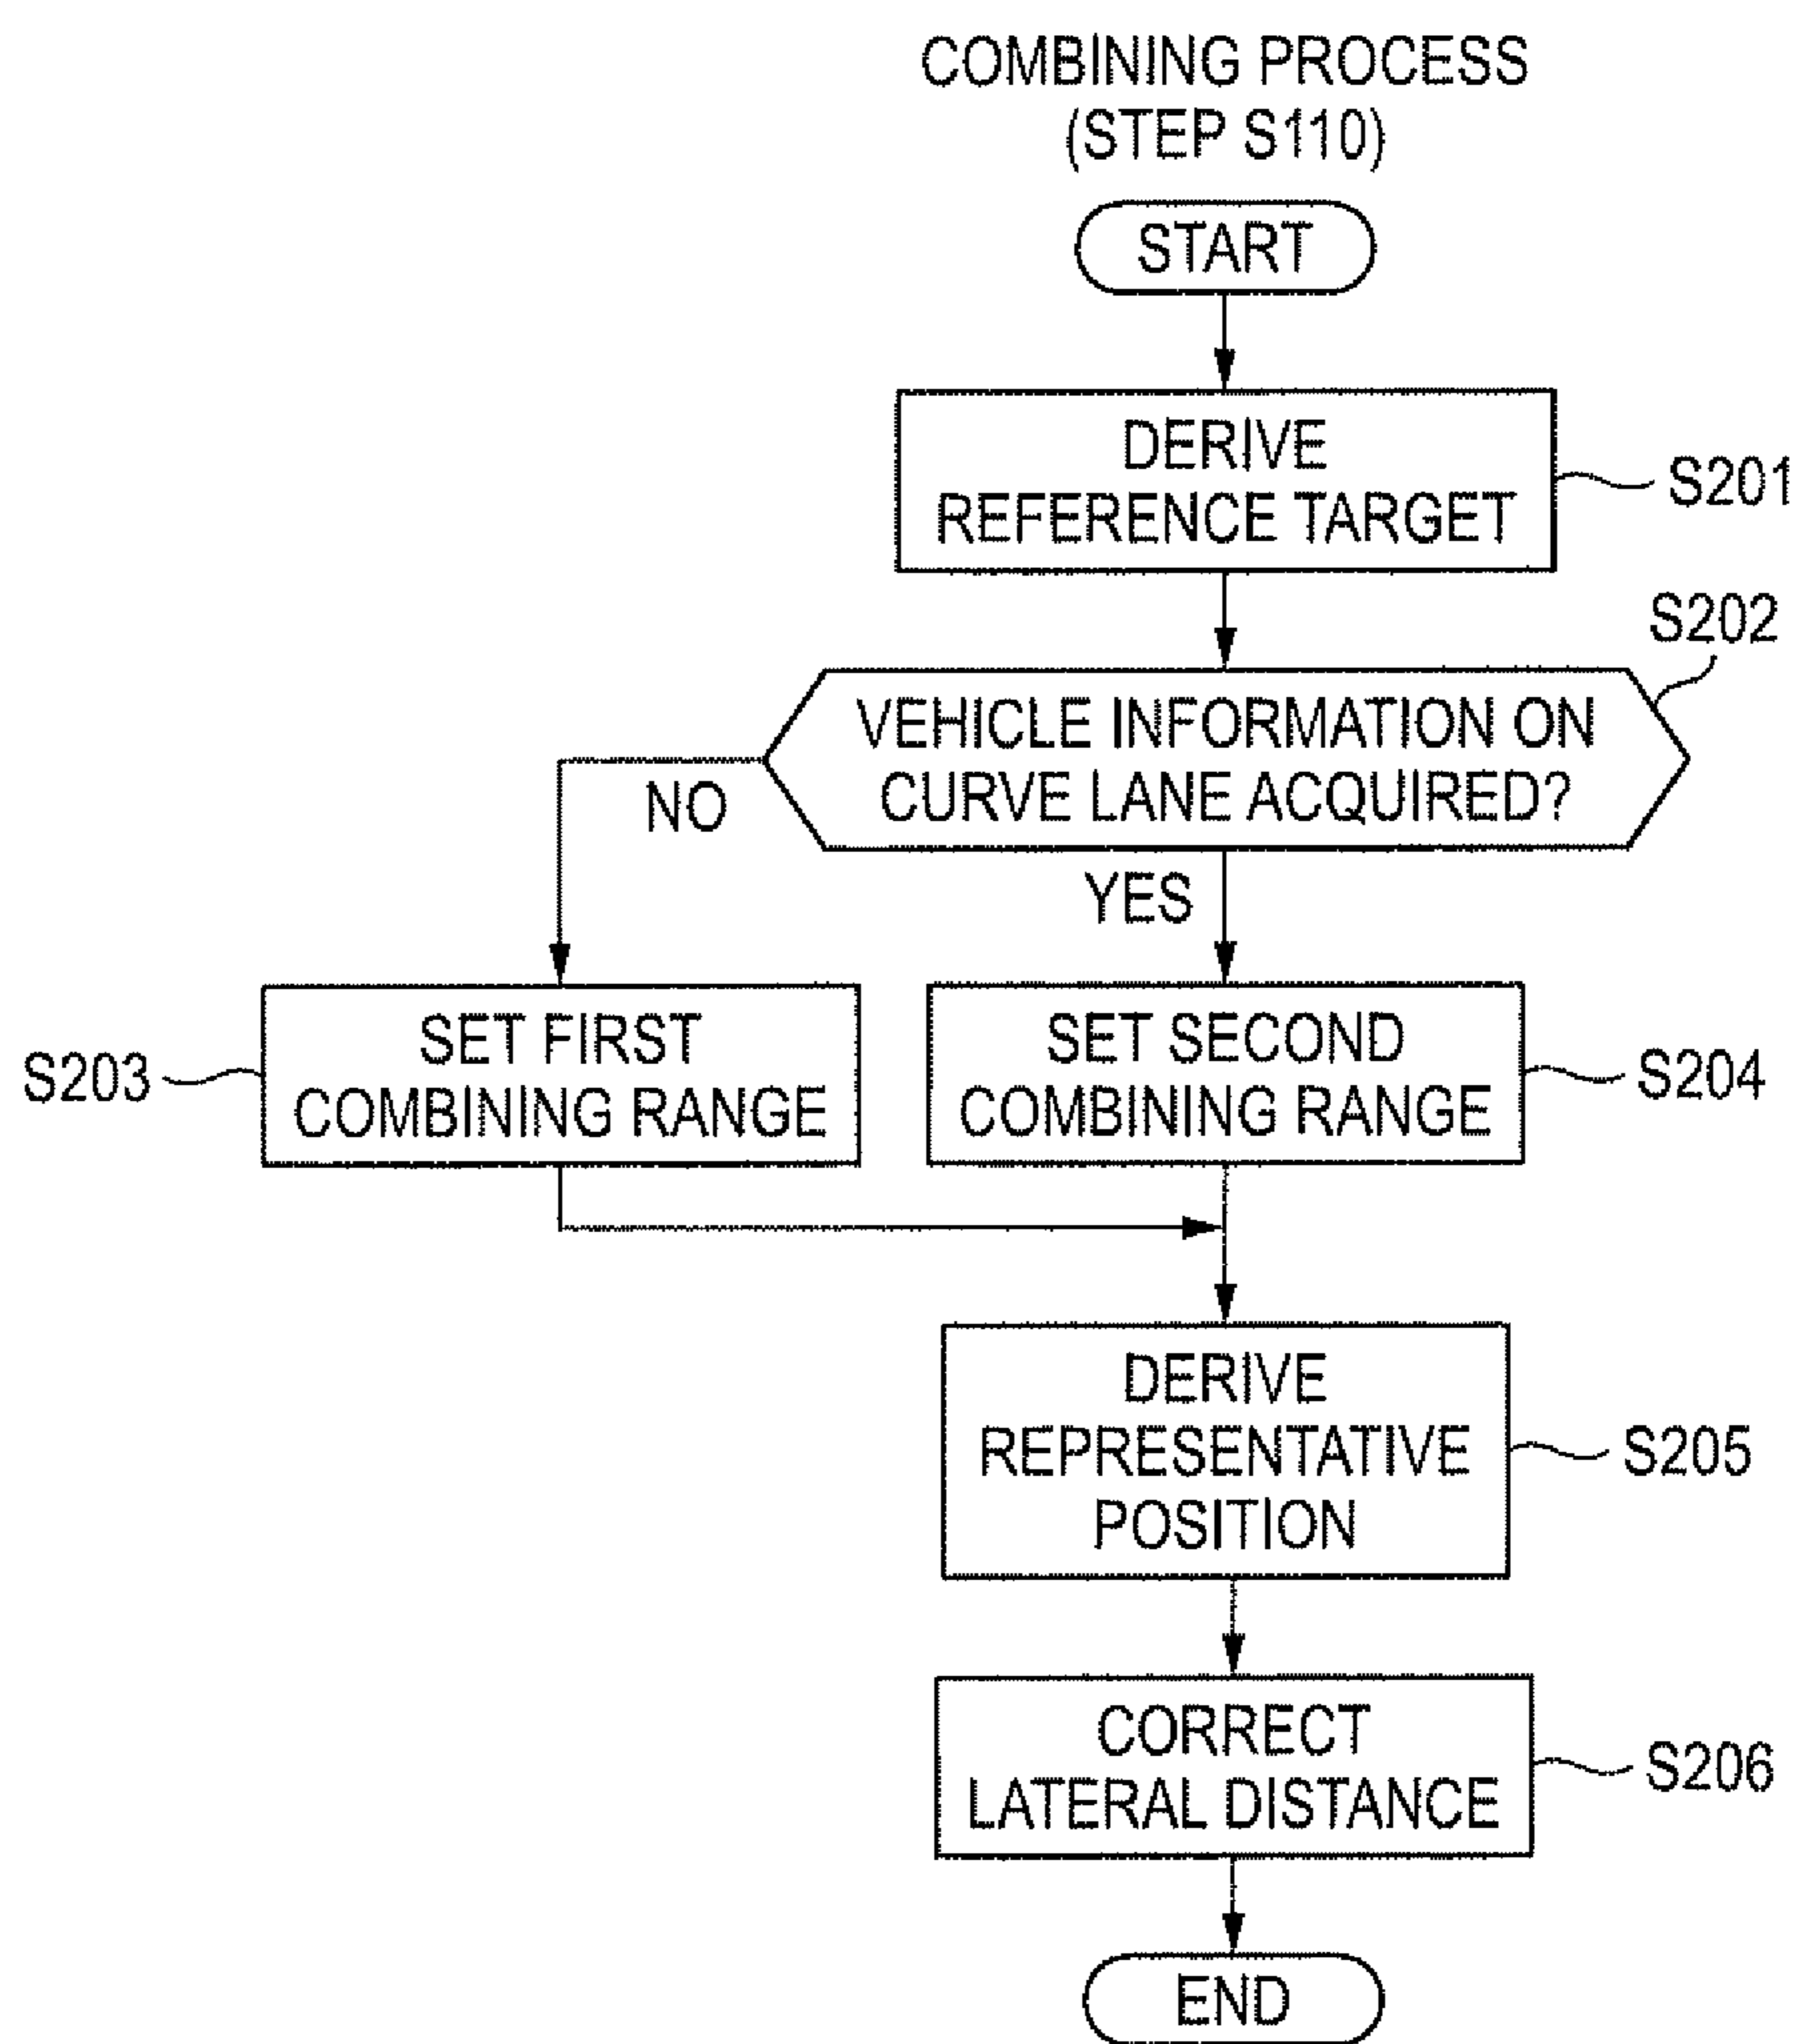 COMBINING PROCESS
(STEP S110)
START
DERIVE
REFERENCE TARGET
S201
S202
VEHICLE INFORMATION ON
CURVE LANE ACQUIRED?
NO
YES
SET FIRST
COMBINING RANGE
S203
SET SECOND
COMBINING RANGE
S204
DERIVE
REPRESENTATIVE
POSITION
S205
CORRECT
LATERAL DISTANCE
S206
END